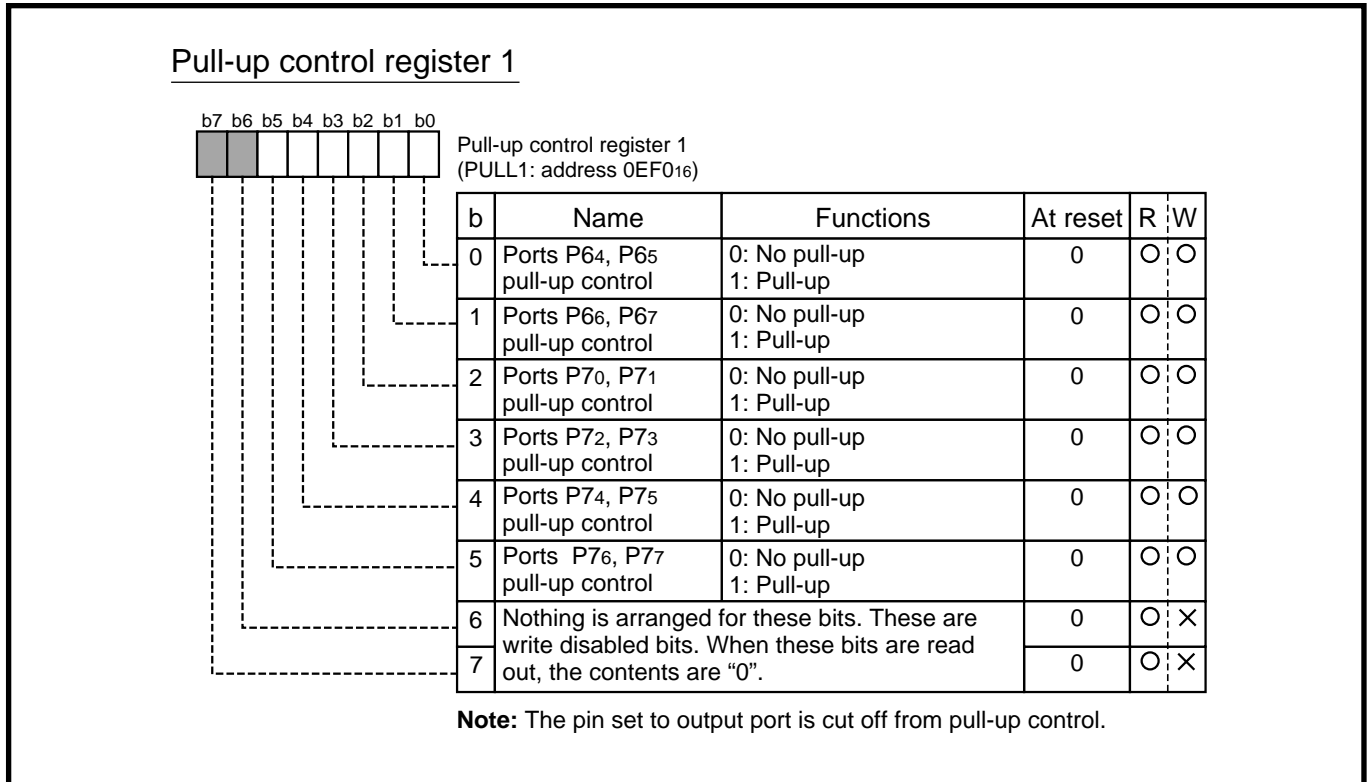 Pull-up control register 1
b7 b6 b5 b4 b3 b2 b1 b0
Pull-up control register 1
(PULL1: address 0EF016)
b Name Functions At reset R W
0 Ports P64, P65 0: No pull-up 0 O O
pull-up control 1: Pull-up
1 Ports P66, P67 0: No pull-up 0 O O
pull-up control 1: Pull-up
2 Ports P70, P71 0: No pull-up 0 O O
pull-up control 1: Pull-up
3 Ports P72, P73 0: No pull-up 0 O O
pull-up control 1: Pull-up
4 Ports P74, P75 0: No pull-up 0 O O
pull-up control 1: Pull-up
5 Ports P76, P77 0: No pull-up 0 O O
pull-up control 1: Pull-up
6 Nothing is arranged for these bits. These are 0 O ×
write disabled bits. When these bits are read
7 out, the contents are “0”. 0 O ×
Note: The pin set to output port is cut off from pull-up control.